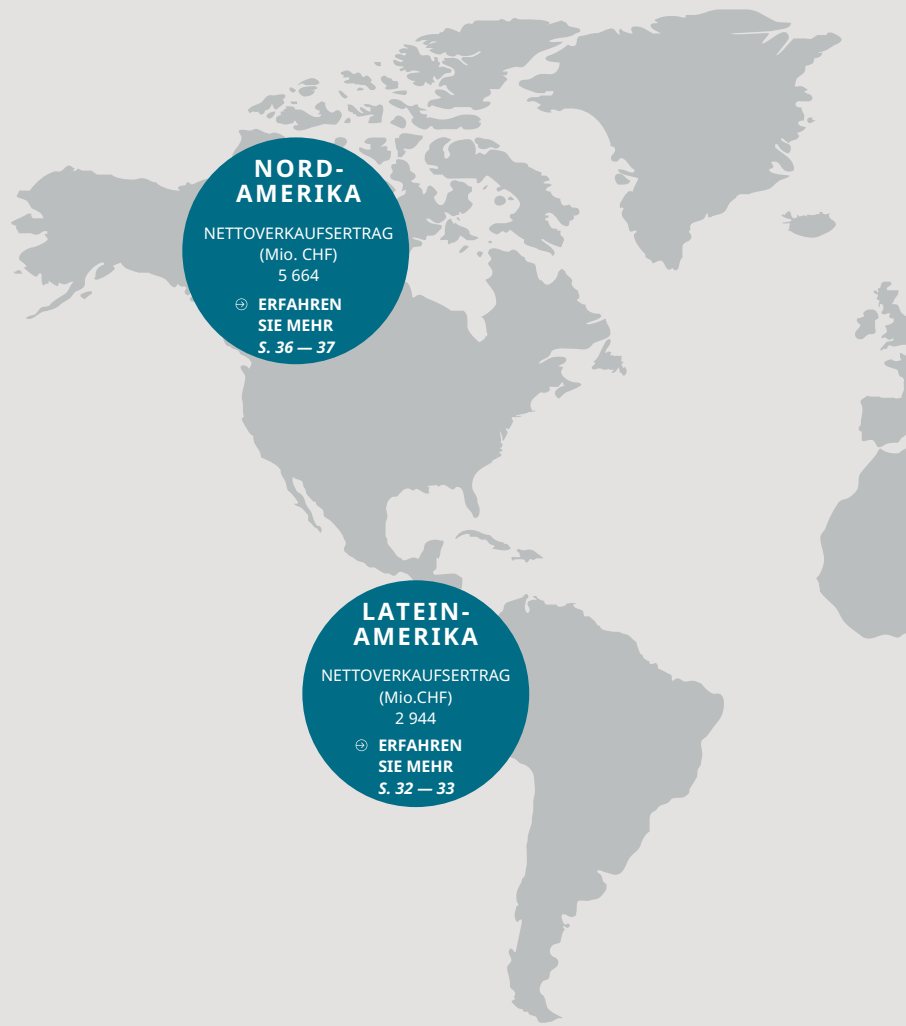 NORD-
AMERIKA
NETTOVERKAUFSERTRAG
(Mio. CHF)
5 664
ERFAHREN
SIE MEHR
S. 36 — 37
LATEIN-
AMERIKA
NETTOVERKAUFSERTRAG
(Mio.CHF)
2 944
ERFAHREN
SIE MEHR
S. 32 — 33